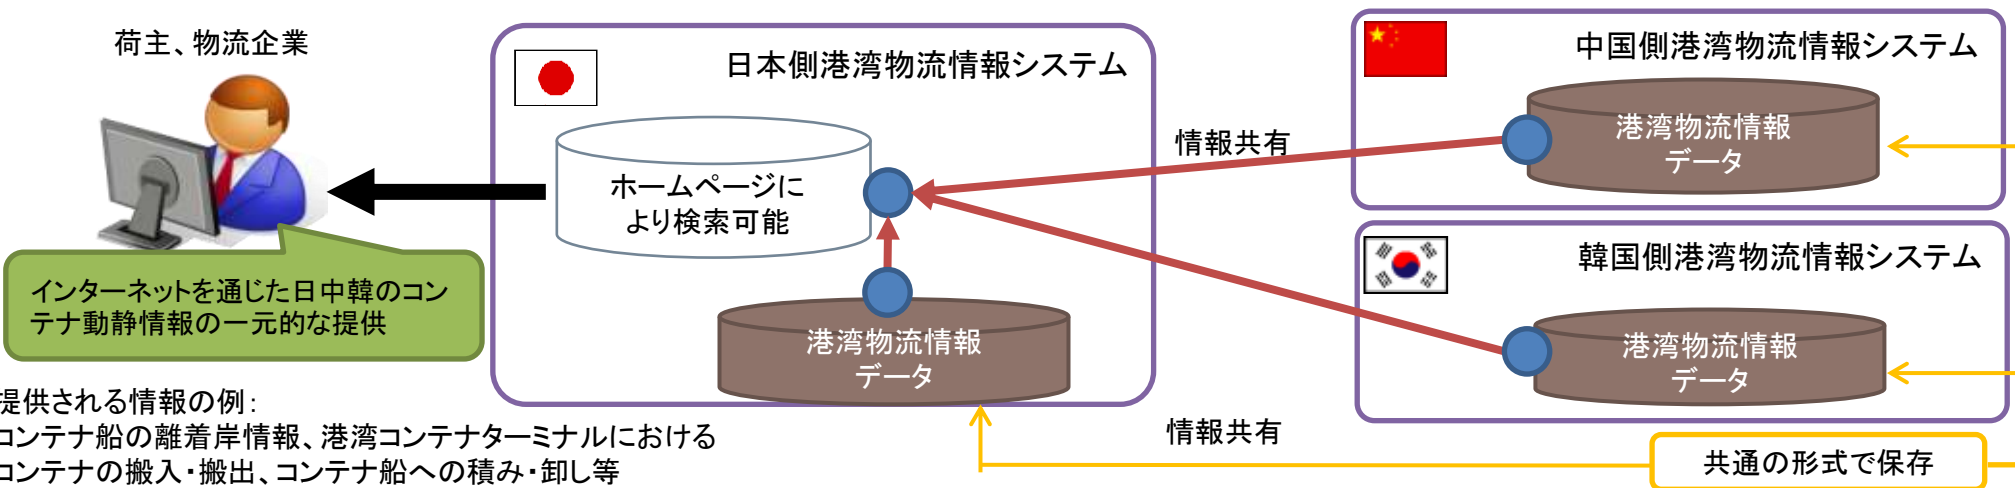 荷主、物流企業
日本側港湾物流情報システム
ホームページに
より検索可能
港湾物流情報
データ
情報共有
中国側港湾物流情報システム
港湾物流情報
データ
韓国側港湾物流情報システム
港湾物流情報
データ
インターネットを通じた日中韓のコン
テナ動静情報の一元的な提供
提供される情報の例：
コンテナ船の離着岸情報、港湾コンテナターミナルにおける
コンテナの搬入・搬出、コンテナ船への積み・卸し等
情報共有
共通の形式で保存